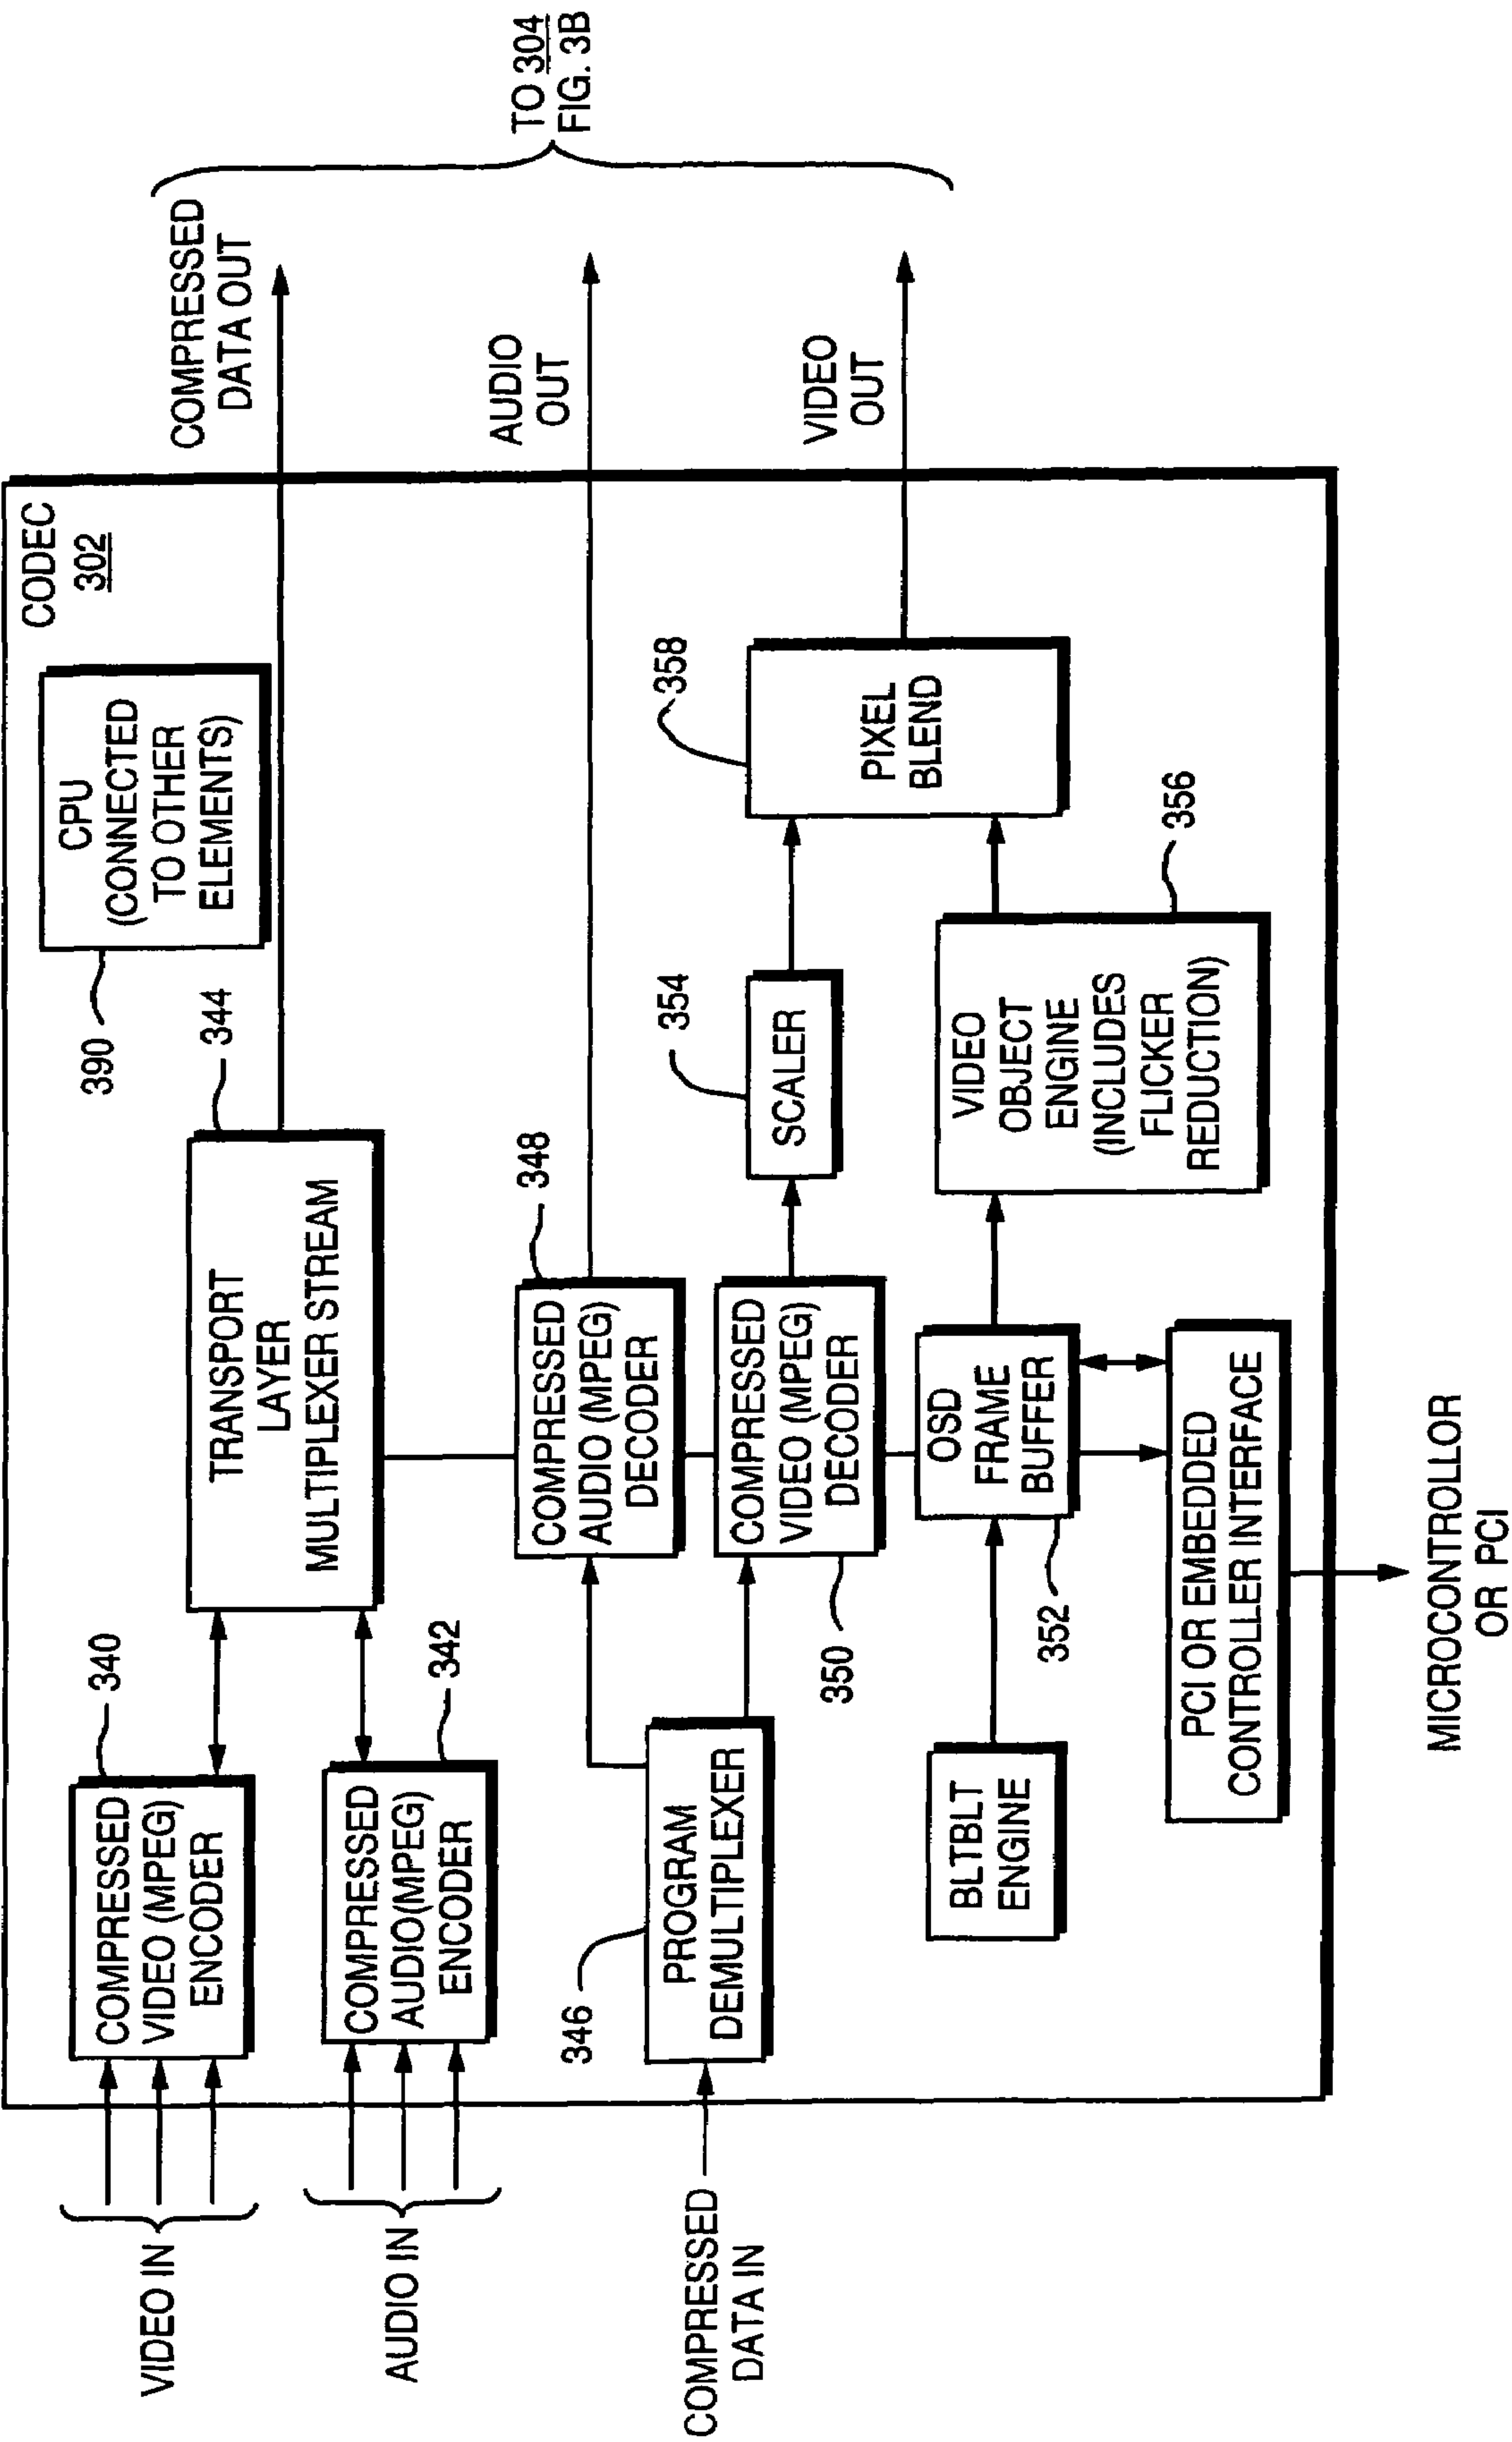 CODEC
302
CPU
(CONNECTED
TO OTHER
ELEMENTS)
390
COMPRESSED
DATA OUT
TO 304
FIG. 3B
VIDEO IN
COMPRESSED
VIDEO (MPEG)
ENCODER
340
TRANSPORT
LAYER
MULTIPLEXER STREAM
344
AUDIO IN
COMPRESSED
AUDIO(MPEG)
ENCODER
342
AUDIO
OUT
COMPRESSED
AUDIO (MPEG)
DECODER
348
COMPRESSED
DATA IN
346
PROGRAM
DEMULTIPLEXER
COMPRESSED
VIDEO (MPEG)
DECODER
350
SCALER
354
PIXEL
BLEND
358
VIDEO
OUT
BLTBLT
ENGINE
OSD
FRAME
BUFFER
352
VIDEO
OBJECT
ENGINE
(INCLUDES
FLICKER
REDUCTION)
356
PCI OR EMBEDDED
CONTROLLER INTERFACE
MICROCONTROLLOR
OR PCI